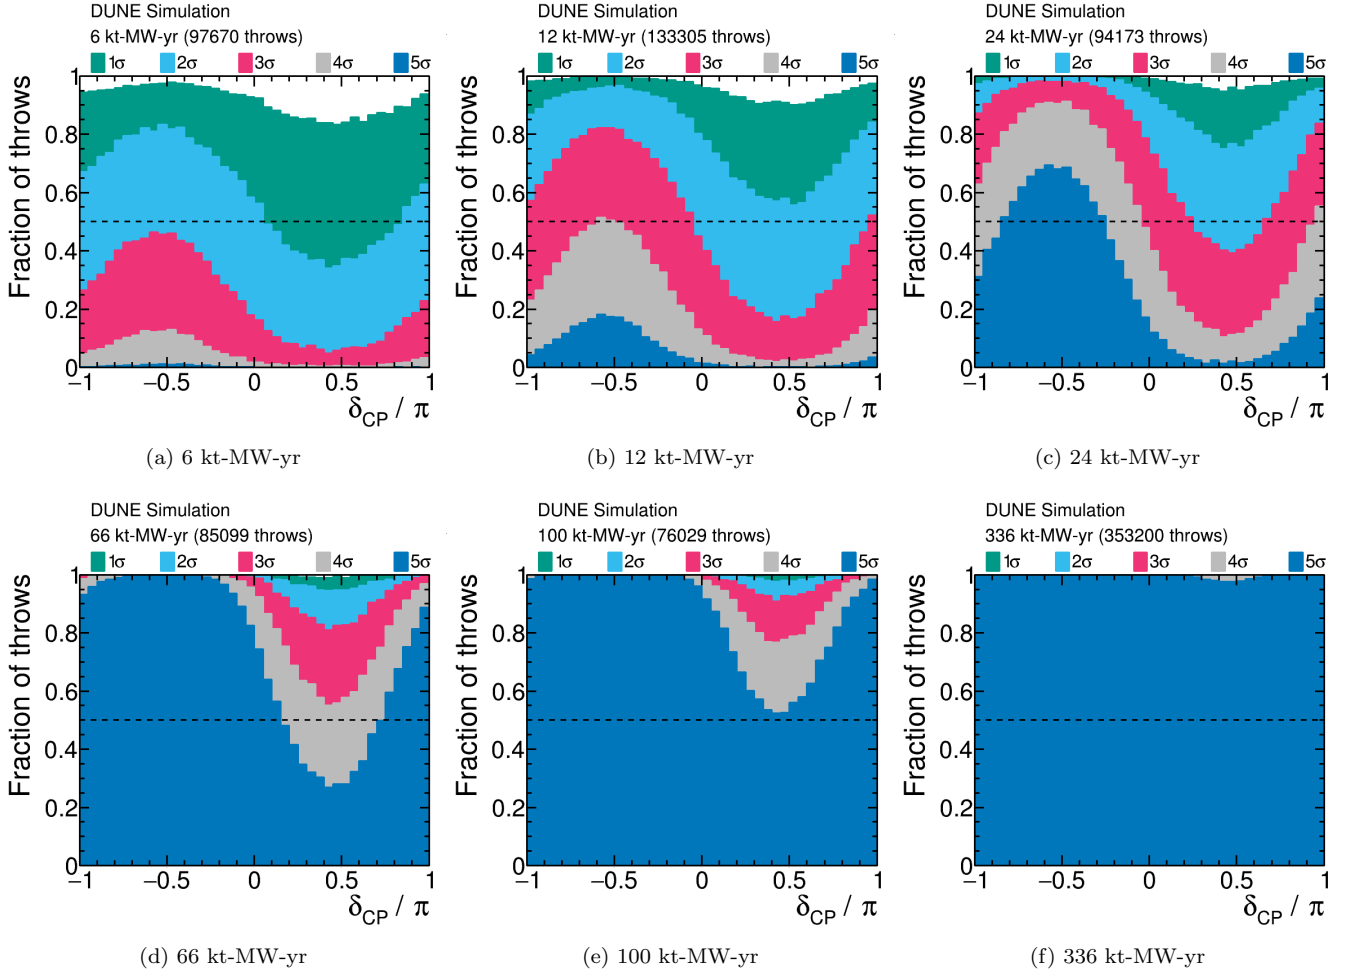 DUNE Simulation
6 kt-MW-yr (97670 throws)
1σ 2σ 3σ 4σ 5σ
Fraction of throws
1
0.8
0.6
0.4
0.2
0
−1 −0.5 0 0.5 1
δCP / π
(a) 6 kt-MW-yr
DUNE Simulation
12 kt-MW-yr (133305 throws)
1σ 2σ 3σ 4σ 5σ
Fraction of throws
1
0.8
0.6
0.4
0.2
0
−1 −0.5 0 0.5 1
δCP / π
(b) 12 kt-MW-yr
DUNE Simulation
24 kt-MW-yr (94173 throws)
1σ 2σ 3σ 4σ 5σ
Fraction of throws
1
0.8
0.6
0.4
0.2
0
−1 −0.5 0 0.5 1
δCP / π
(c) 24 kt-MW-yr
DUNE Simulation
66 kt-MW-yr (85099 throws)
1σ 2σ 3σ 4σ 5σ
Fraction of throws
1
0.8
0.6
0.4
0.2
0
−1 −0.5 0 0.5 1
δCP / π
(d) 66 kt-MW-yr
DUNE Simulation
100 kt-MW-yr (76029 throws)
1σ 2σ 3σ 4σ 5σ
Fraction of throws
1
0.8
0.6
0.4
0.2
0
−1 −0.5 0 0.5 1
δCP / π
(e) 100 kt-MW-yr
DUNE Simulation
336 kt-MW-yr (353200 throws)
1σ 2σ 3σ 4σ 5σ
Fraction of throws
1
0.8
0.6
0.4
0.2
0
−1 −0.5 0 0.5 1
δCP / π
(f) 336 kt-MW-yr